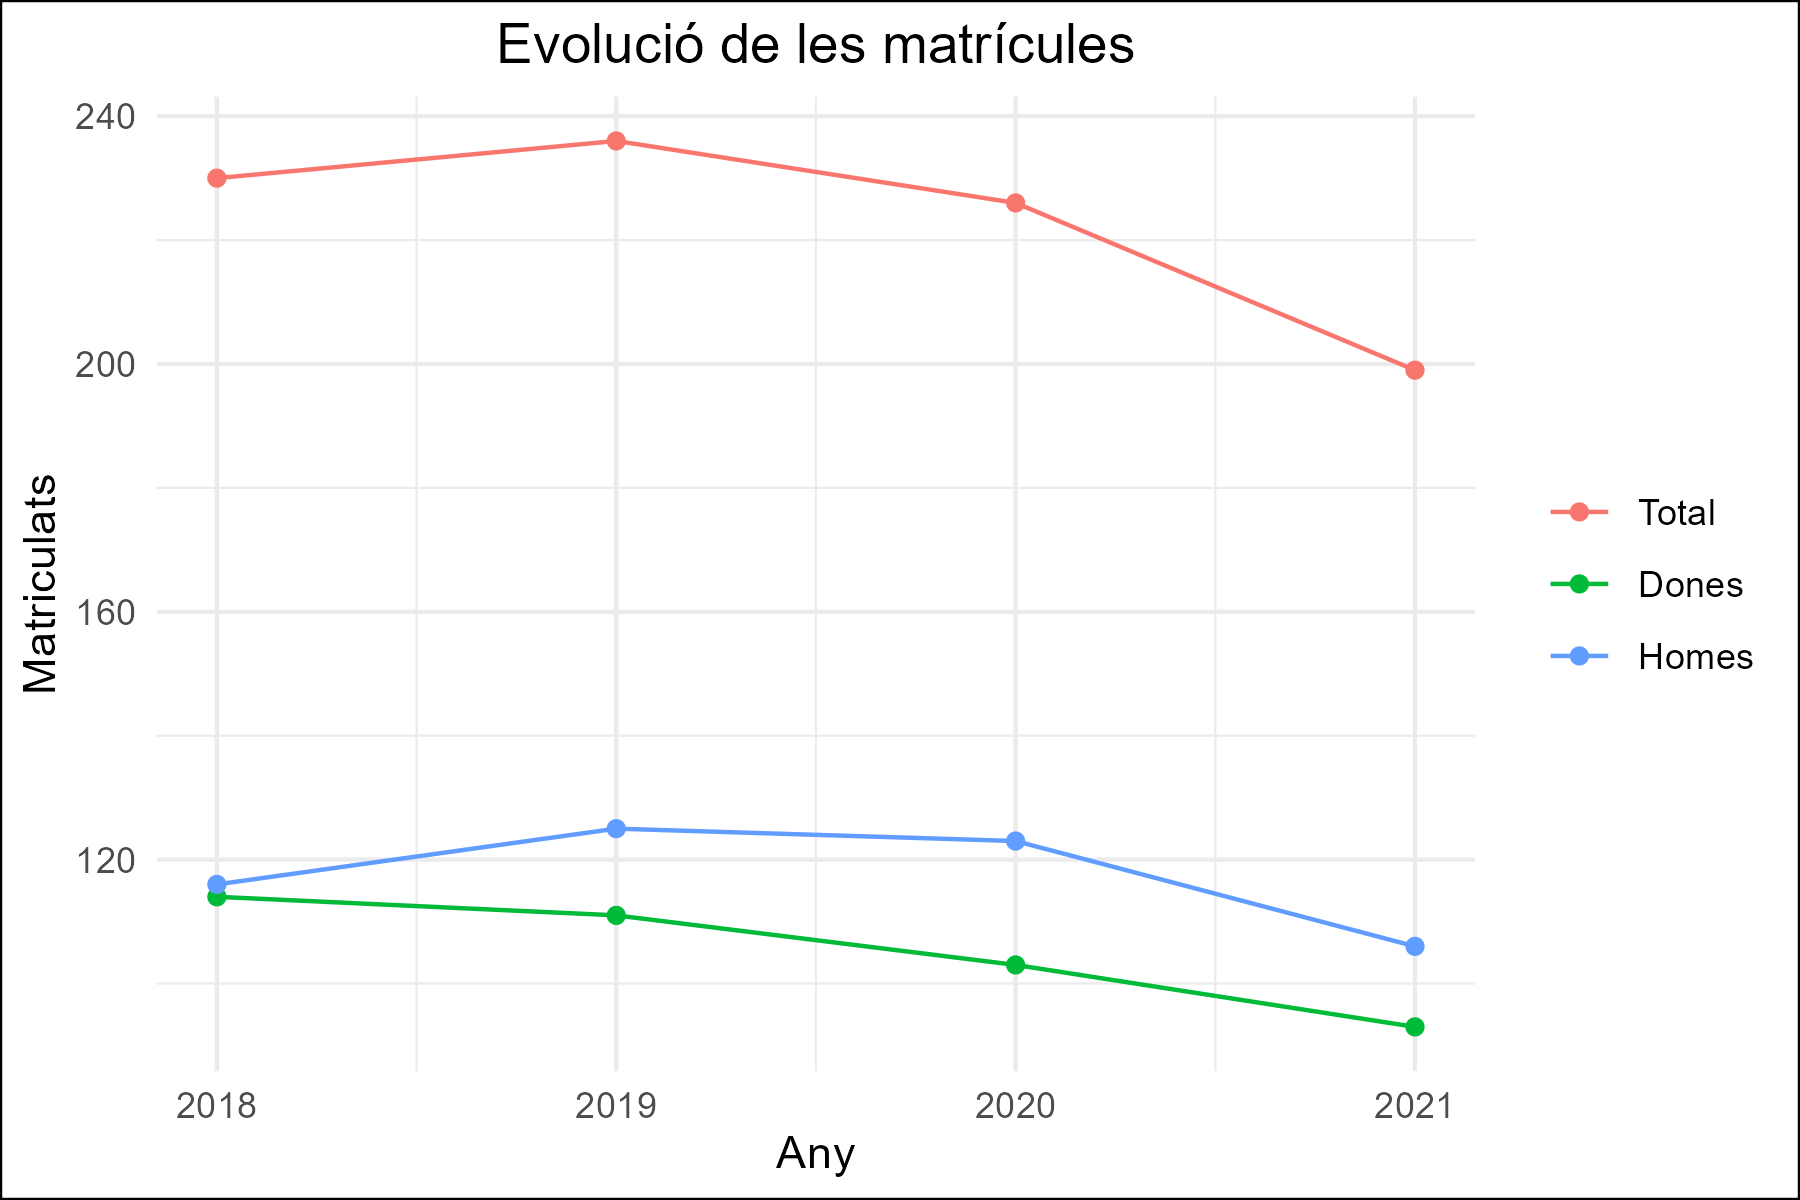 Evolució de les matrícules
240
200
160
120
Matriculats
2018 2019 2020 2021
Any
Total
Dones
Homes